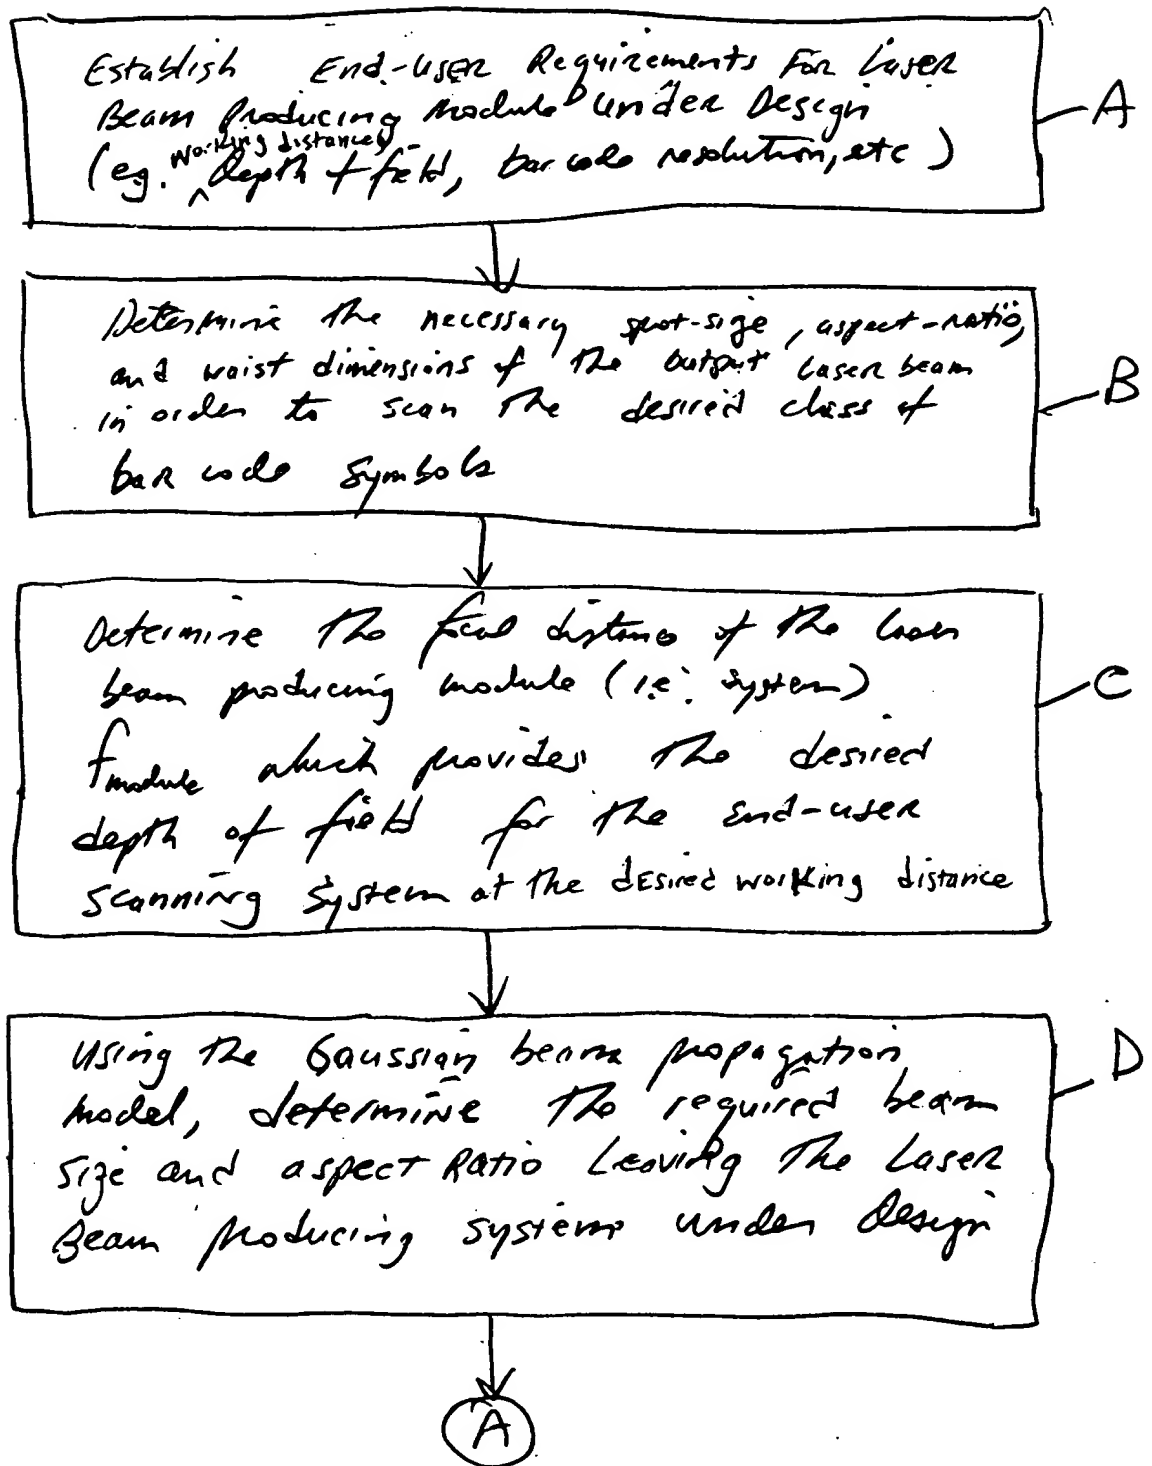 Establish End-User Requirements For Laser
Beam Producing Module Under Design
working distances,
(eg. ^ Depth of field, bar code resolution, etc)
A
Determine the necessary spot-size, aspect-ratio,
and waist dimensions of the output laser beam
in order to scan the desired class of
bar code symbols
B
Determine the focal distance of the laser
beam producing module (i.e. system)
fmodule which provides the desired
depth of field for the end-user
scanning system at the desired working distance
C
Using the Gaussian beam propagation
model, determine the required beam
size and aspect Ratio Leaving the Laser
Beam producing system under design
D
A